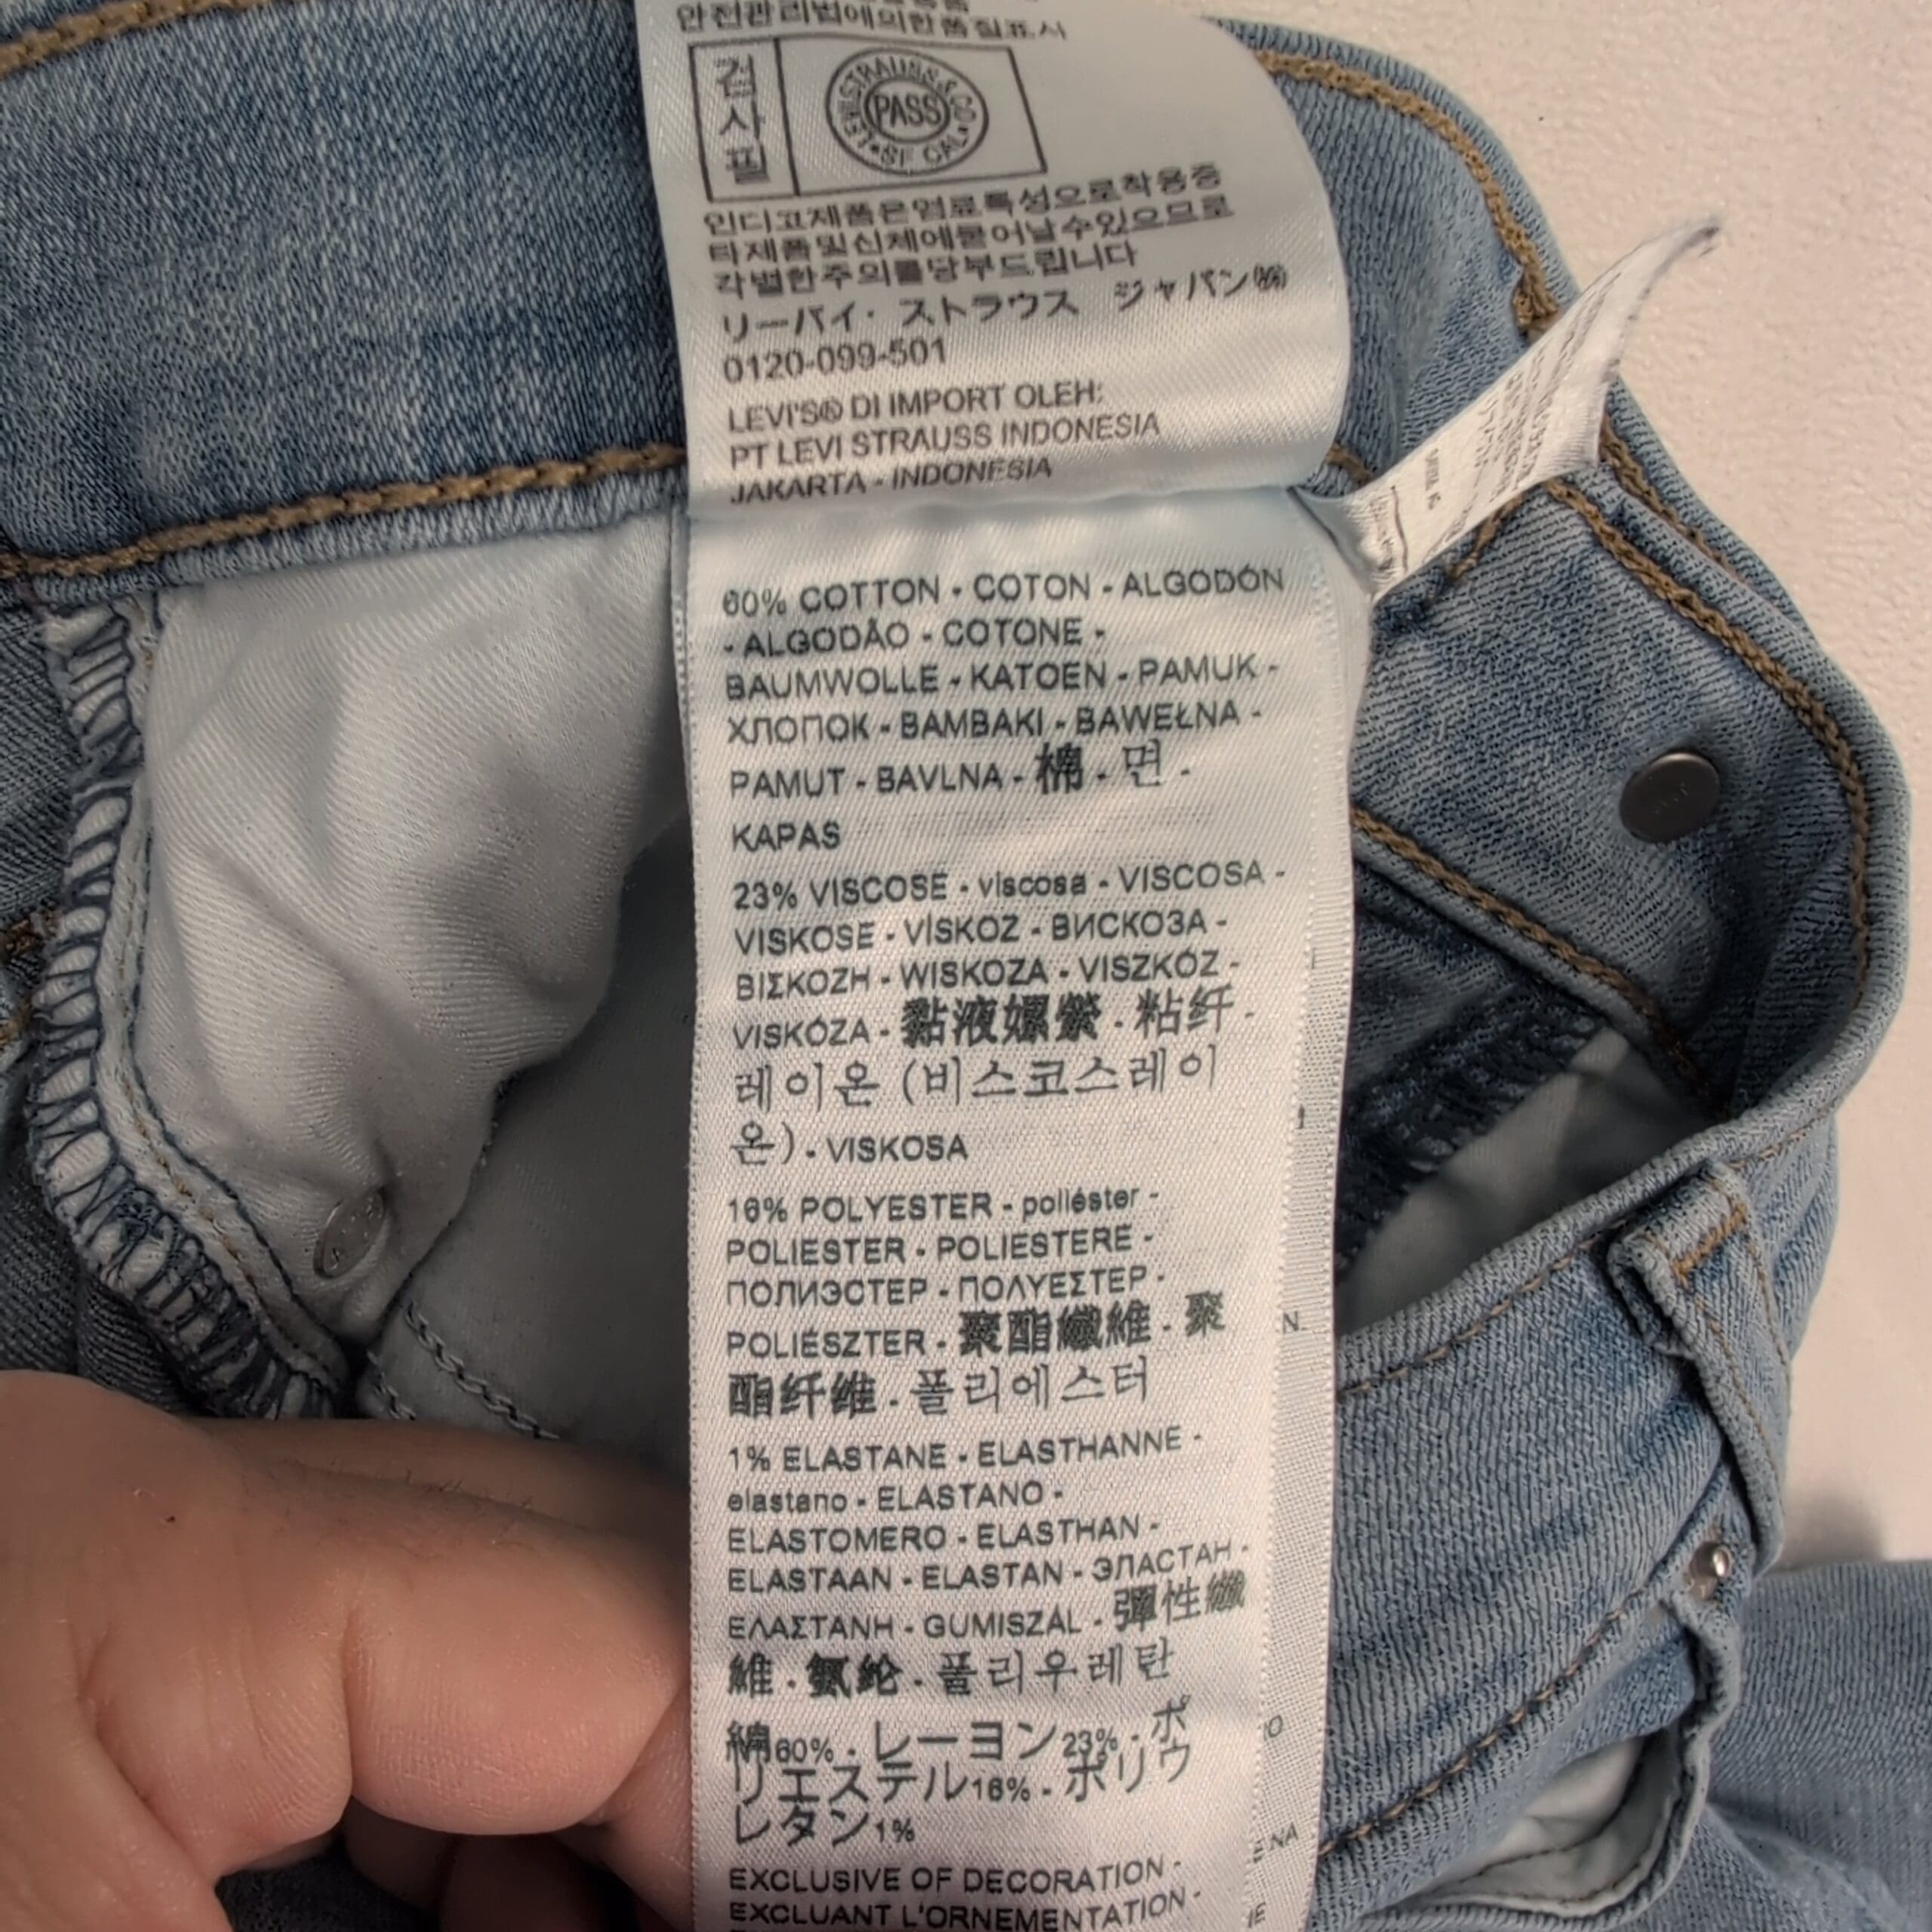 안전관리법에의한품질표시
검사필
LEVI STRAUSS & CO
PASS
SF CAL
인디고제품은염료특성으로착용중
타제품및신체에묻어날수있으므로
각별한주의를당부드립니다
リーバイ・ストラウス ジャパン㈱
0120-099-501
LEVI'S® DI IMPORT OLEH:
PT LEVI STRAUSS INDONESIA
JAKARTA - INDONESIA
60% COTTON - COTON - ALGODÓN
- ALGODÃO - COTONE -
BAUMWOLLE - KATOEN - PAMUK -
ХЛОПОК - BAMBAKI - BAWEŁNA -
PAMUT - BAVLNA - 棉 - 면 -
KAPAS
23% VISCOSE - viscosa - VISCOSA -
VISKOSE - VİSKOZ - ВИСКОЗА -
ΒΙΣΚΟΖΗ - WISKOZA - VISZKÓZ -
VISKÓZA - 黏液嫘縈 - 粘纤 -
레이온 (비스코스레이
온) - VISKOSA
16% POLYESTER - poliéster -
POLIESTER - POLIESTERE -
ПОЛИЭСТЕР - ΠΟΛΥΕΣΤΕΡ -
POLIÉSZTER - 聚酯纖維 - 聚
酯纤维 - 폴리에스터
1% ELASTANE - ELASTHANNE -
elastano - ELASTANO -
ELASTOMERO - ELASTHAN -
ELASTAAN - ELASTAN - ЭЛАСТАН -
ΕΛΑΣΤΑΝΗ - GUMISZÁL - 彈性纖
維 - 氨纶 - 폴리우레탄
綿60% - レーヨン23% - ポ
リエステル16% - ポリウ
レタン1%
EXCLUSIVE OF DECORATION -
EXCLUANT L'ORNEMENTATION -